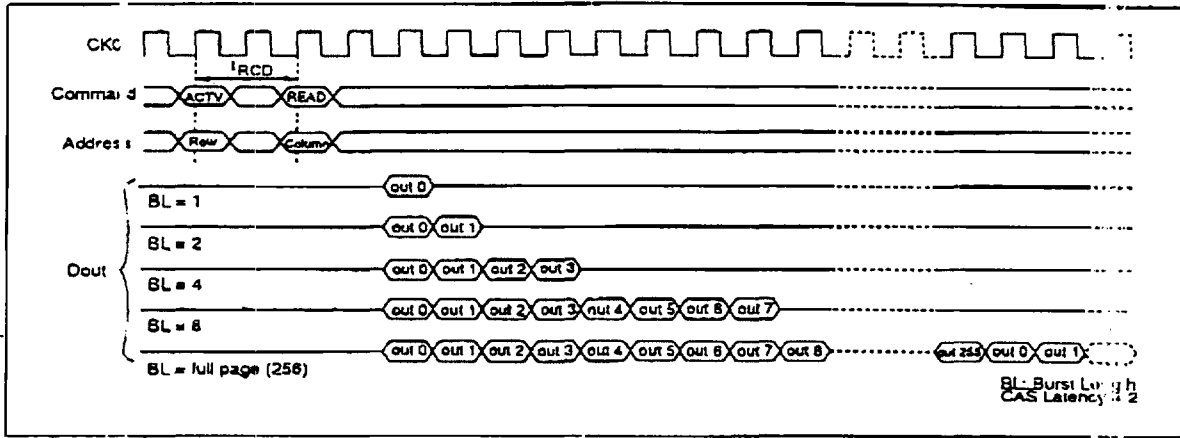 CK0
tRCD
Command
ACTV READ
Address
Row Column
Dout
out 0
BL = 1
out 0 out 1
BL = 2
out 0 out 1 out 2 out 3
BL = 4
out 0 out 1 out 2 out 3 out 4 out 5 out 6 out 7
BL = 8
out 0 out 1 out 2 out 3 out 4 out 5 out 6 out 7 out 8 out 255 out 0 out 1
BL = full page (256)
BL: Burst Length
CAS Latency = 2